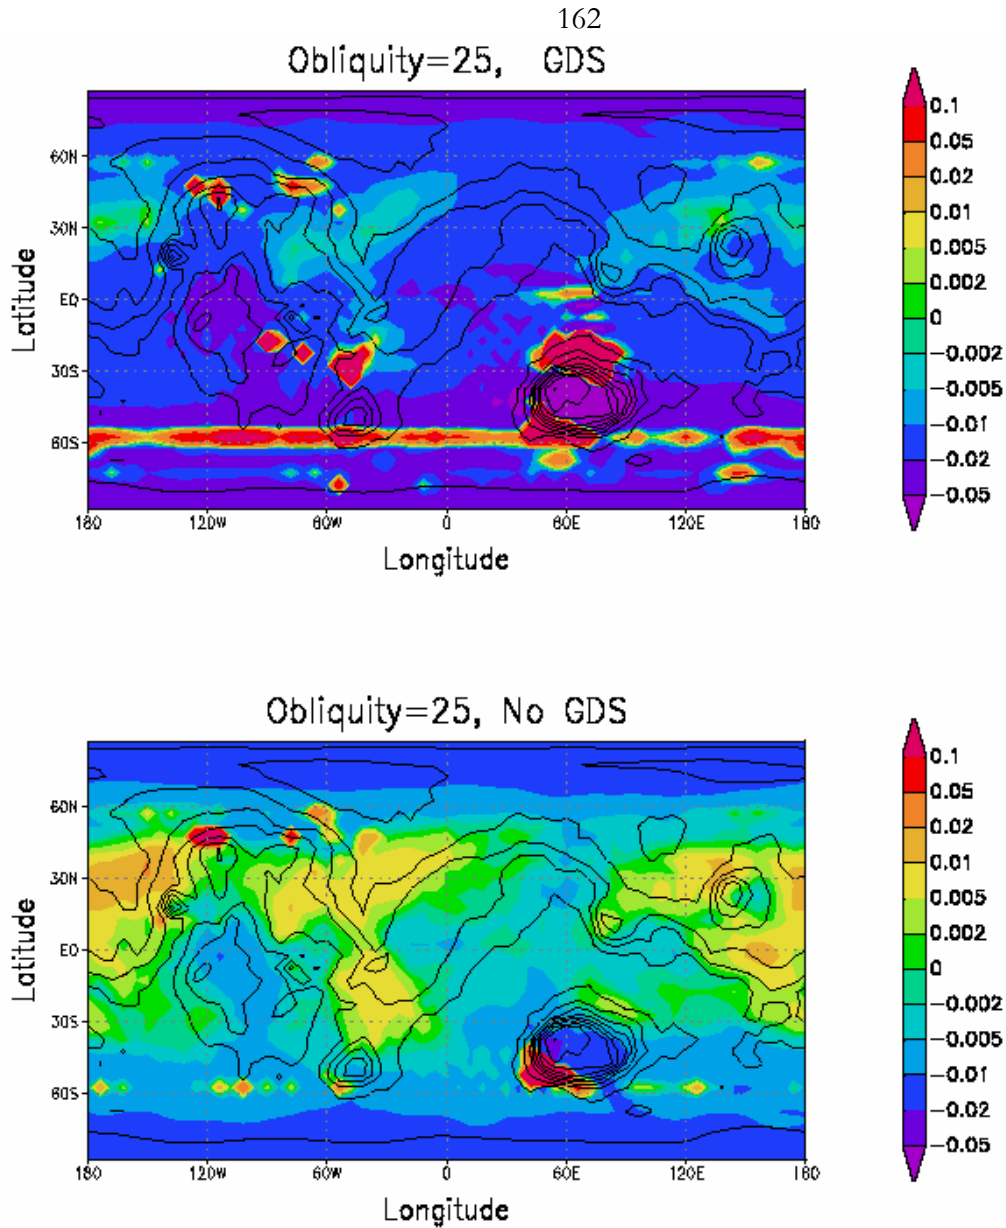 162
Obliquity=25, GDS
0.1
0.05
0.02
0.01
0.005
0.002
0
−0.002
−0.005
−0.01
−0.02
−0.05
Latitude
60N
30N
EQ
30S
60S
180
120W
60W
0
60E
120E
180
Longitude
Obliquity=25, No GDS
0.1
0.05
0.02
0.01
0.005
0.002
0
−0.002
−0.005
−0.01
−0.02
−0.05
Latitude
60N
30N
EQ
30S
60S
180
120W
60W
0
60E
120E
180
Longitude